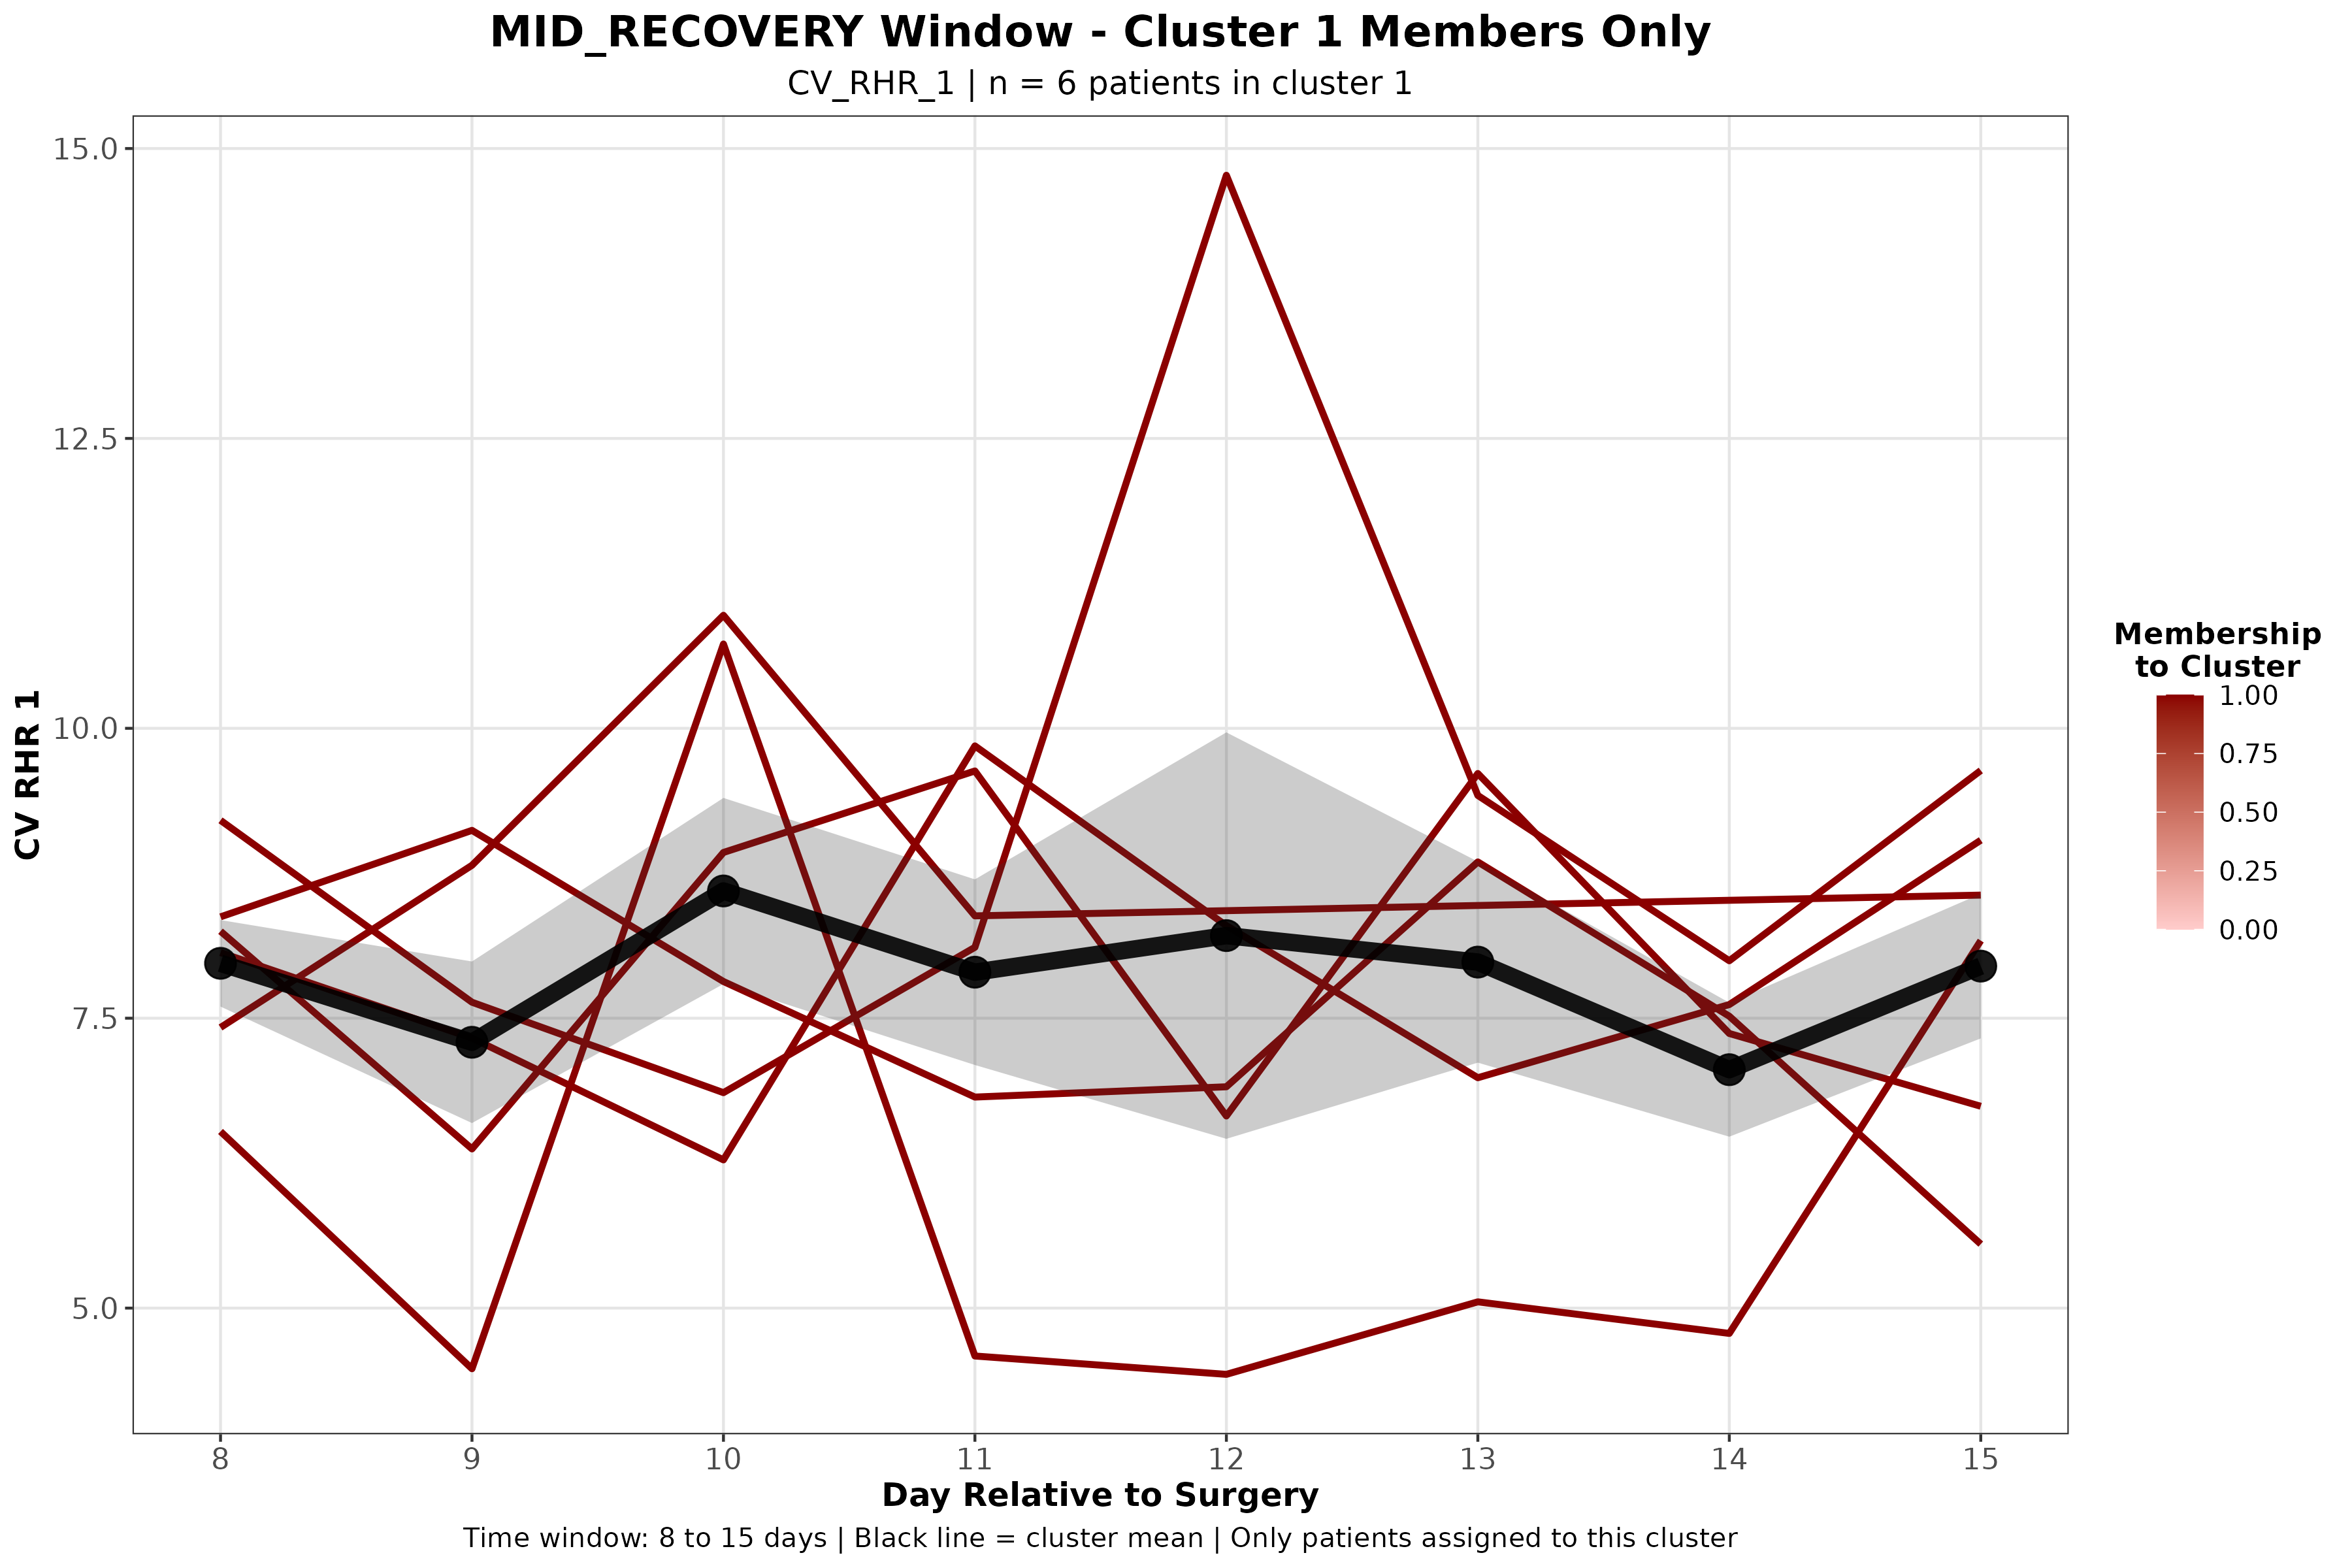 MID_RECOVERY Window - Cluster 1 Members Only
CV_RHR_1 | n = 6 patients in cluster 1
CV RHR 1
15.0
12.5
10.0
7.5
5.0
8 9 10 11 12 13 14 15
Day Relative to Surgery
Time window: 8 to 15 days | Black line = cluster mean | Only patients assigned to this cluster
Membership
to Cluster
1.00
0.75
0.50
0.25
0.00